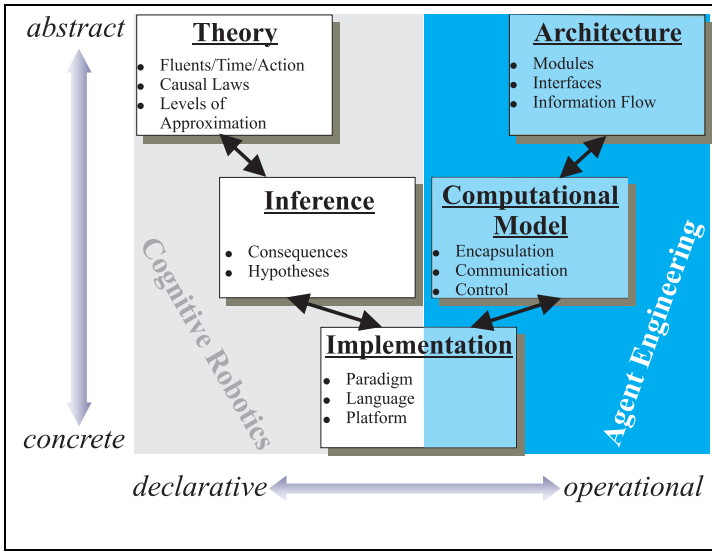 abstract
Theory
• Fluents/Time/Action
• Causal Laws
• Levels of
Approximation
Architecture
• Modules
• Interfaces
• Information Flow
Inference
• Consequences
• Hypotheses
Computational
Model
• Encapsulation
• Communication
• Control
Cognitive Robotics
Agent Engineering
Implementation
• Paradigm
• Language
• Platform
concrete
declarative
operational